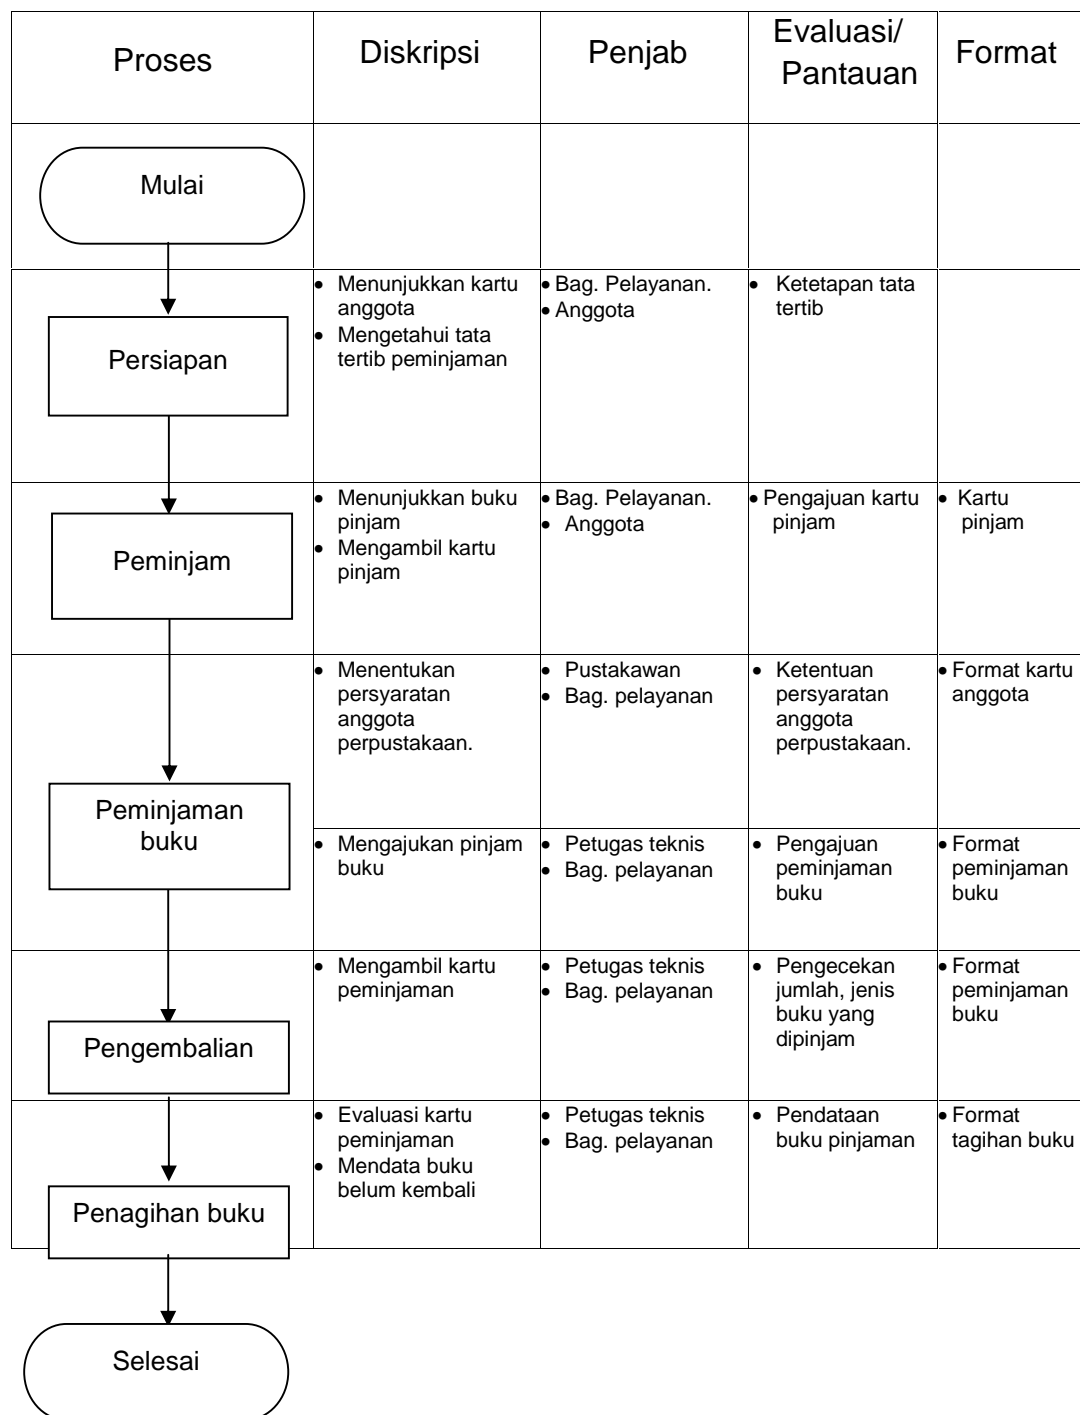 Proses
Diskripsi
Penjab
Evaluasi/
Pantauan
Format
Mulai
Persiapan
• Menunjukkan kartu
anggota
• Mengetahui tata
tertib peminjaman
• Bag. Pelayanan.
• Anggota
• Ketetapan tata
tertib
Peminjam
• Menunjukkan buku
pinjam
• Mengambil kartu
pinjam
• Bag. Pelayanan.
• Anggota
• Pengajuan kartu
pinjam
• Kartu
pinjam
Peminjaman
buku
• Menentukan
persyaratan
anggota
perpustakaan.
• Pustakawan
• Bag. pelayanan
• Ketentuan
persyaratan
anggota
perpustakaan.
• Format kartu
anggota
• Mengajukan pinjam
buku
• Petugas teknis
• Bag. pelayanan
• Pengajuan
peminjaman
buku
• Format
peminjaman
buku
Pengembalian
• Mengambil kartu
peminjaman
• Petugas teknis
• Bag. pelayanan
• Pengecekan
jumlah, jenis
buku yang
dipinjam
• Format
peminjaman
buku
Penagihan buku
• Evaluasi kartu
peminjaman
• Mendata buku
belum kembali
• Petugas teknis
• Bag. pelayanan
• Pendataan
buku pinjaman
• Format
tagihan buku
Selesai